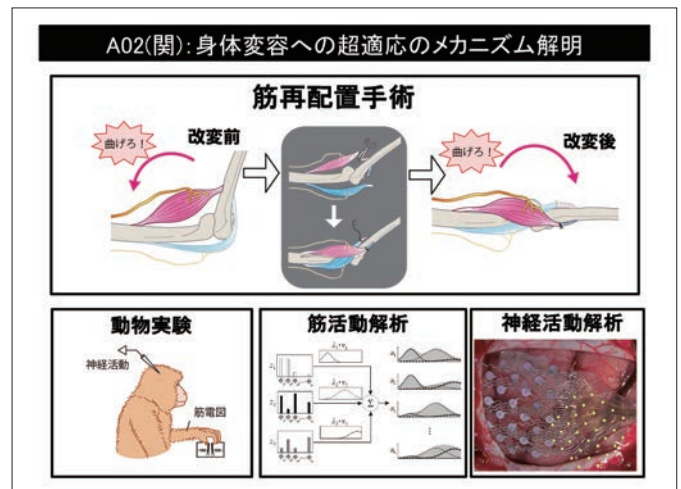 A02(関):身体変容への超適応のメカニズム解明
筋再配置手術
曲げろ!
改変前
曲げろ!
改変後
動物実験
神経活動
筋電図
筋活動解析
神経活動解析